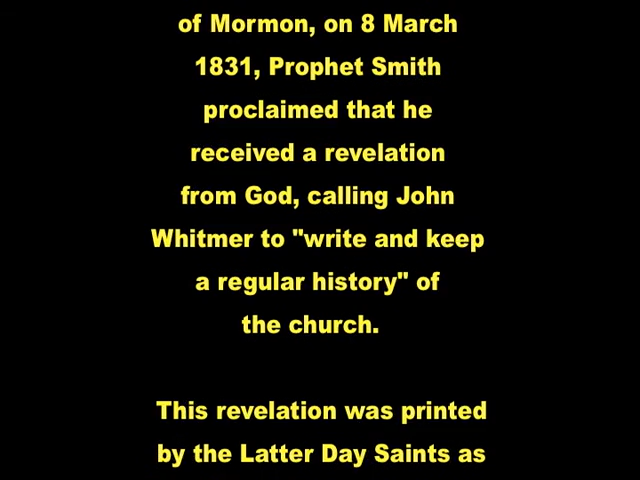 of Mormon, on 8 March
1831, Prophet Smith
proclaimed that he
received a revelation
from God, calling John
Whitmer to "write and keep
a regular history" of
the church.
This revelation was printed
by the Latter Day Saints as